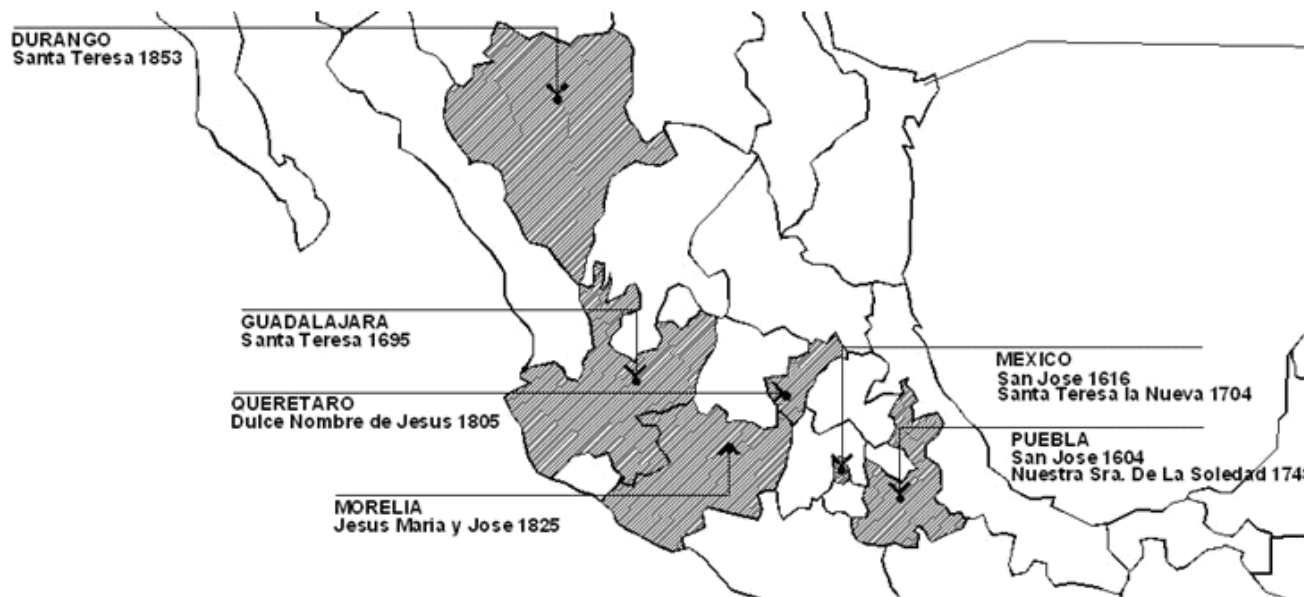 DURANGO
Santa Teresa 1853
GUADALAJARA
Santa Teresa 1695
QUERETARO
Dulce Nombre de Jesus 1805
MORELIA
Jesus Maria y Jose 1825
MEXICO
San Jose 1616
Santa Teresa la Nueva 1704
PUEBLA
San Jose 1604
Nuestra Sra. De La Soledad